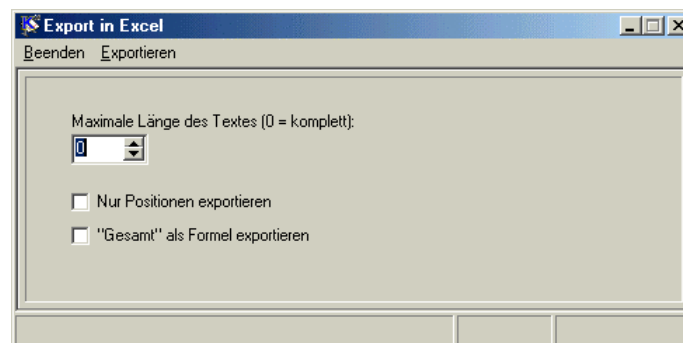 Export in Excel
Beenden Exportieren
Maximale Länge des Textes (0 = komplett):
0
Nur Positionen exportieren
"Gesamt" als Formel exportieren